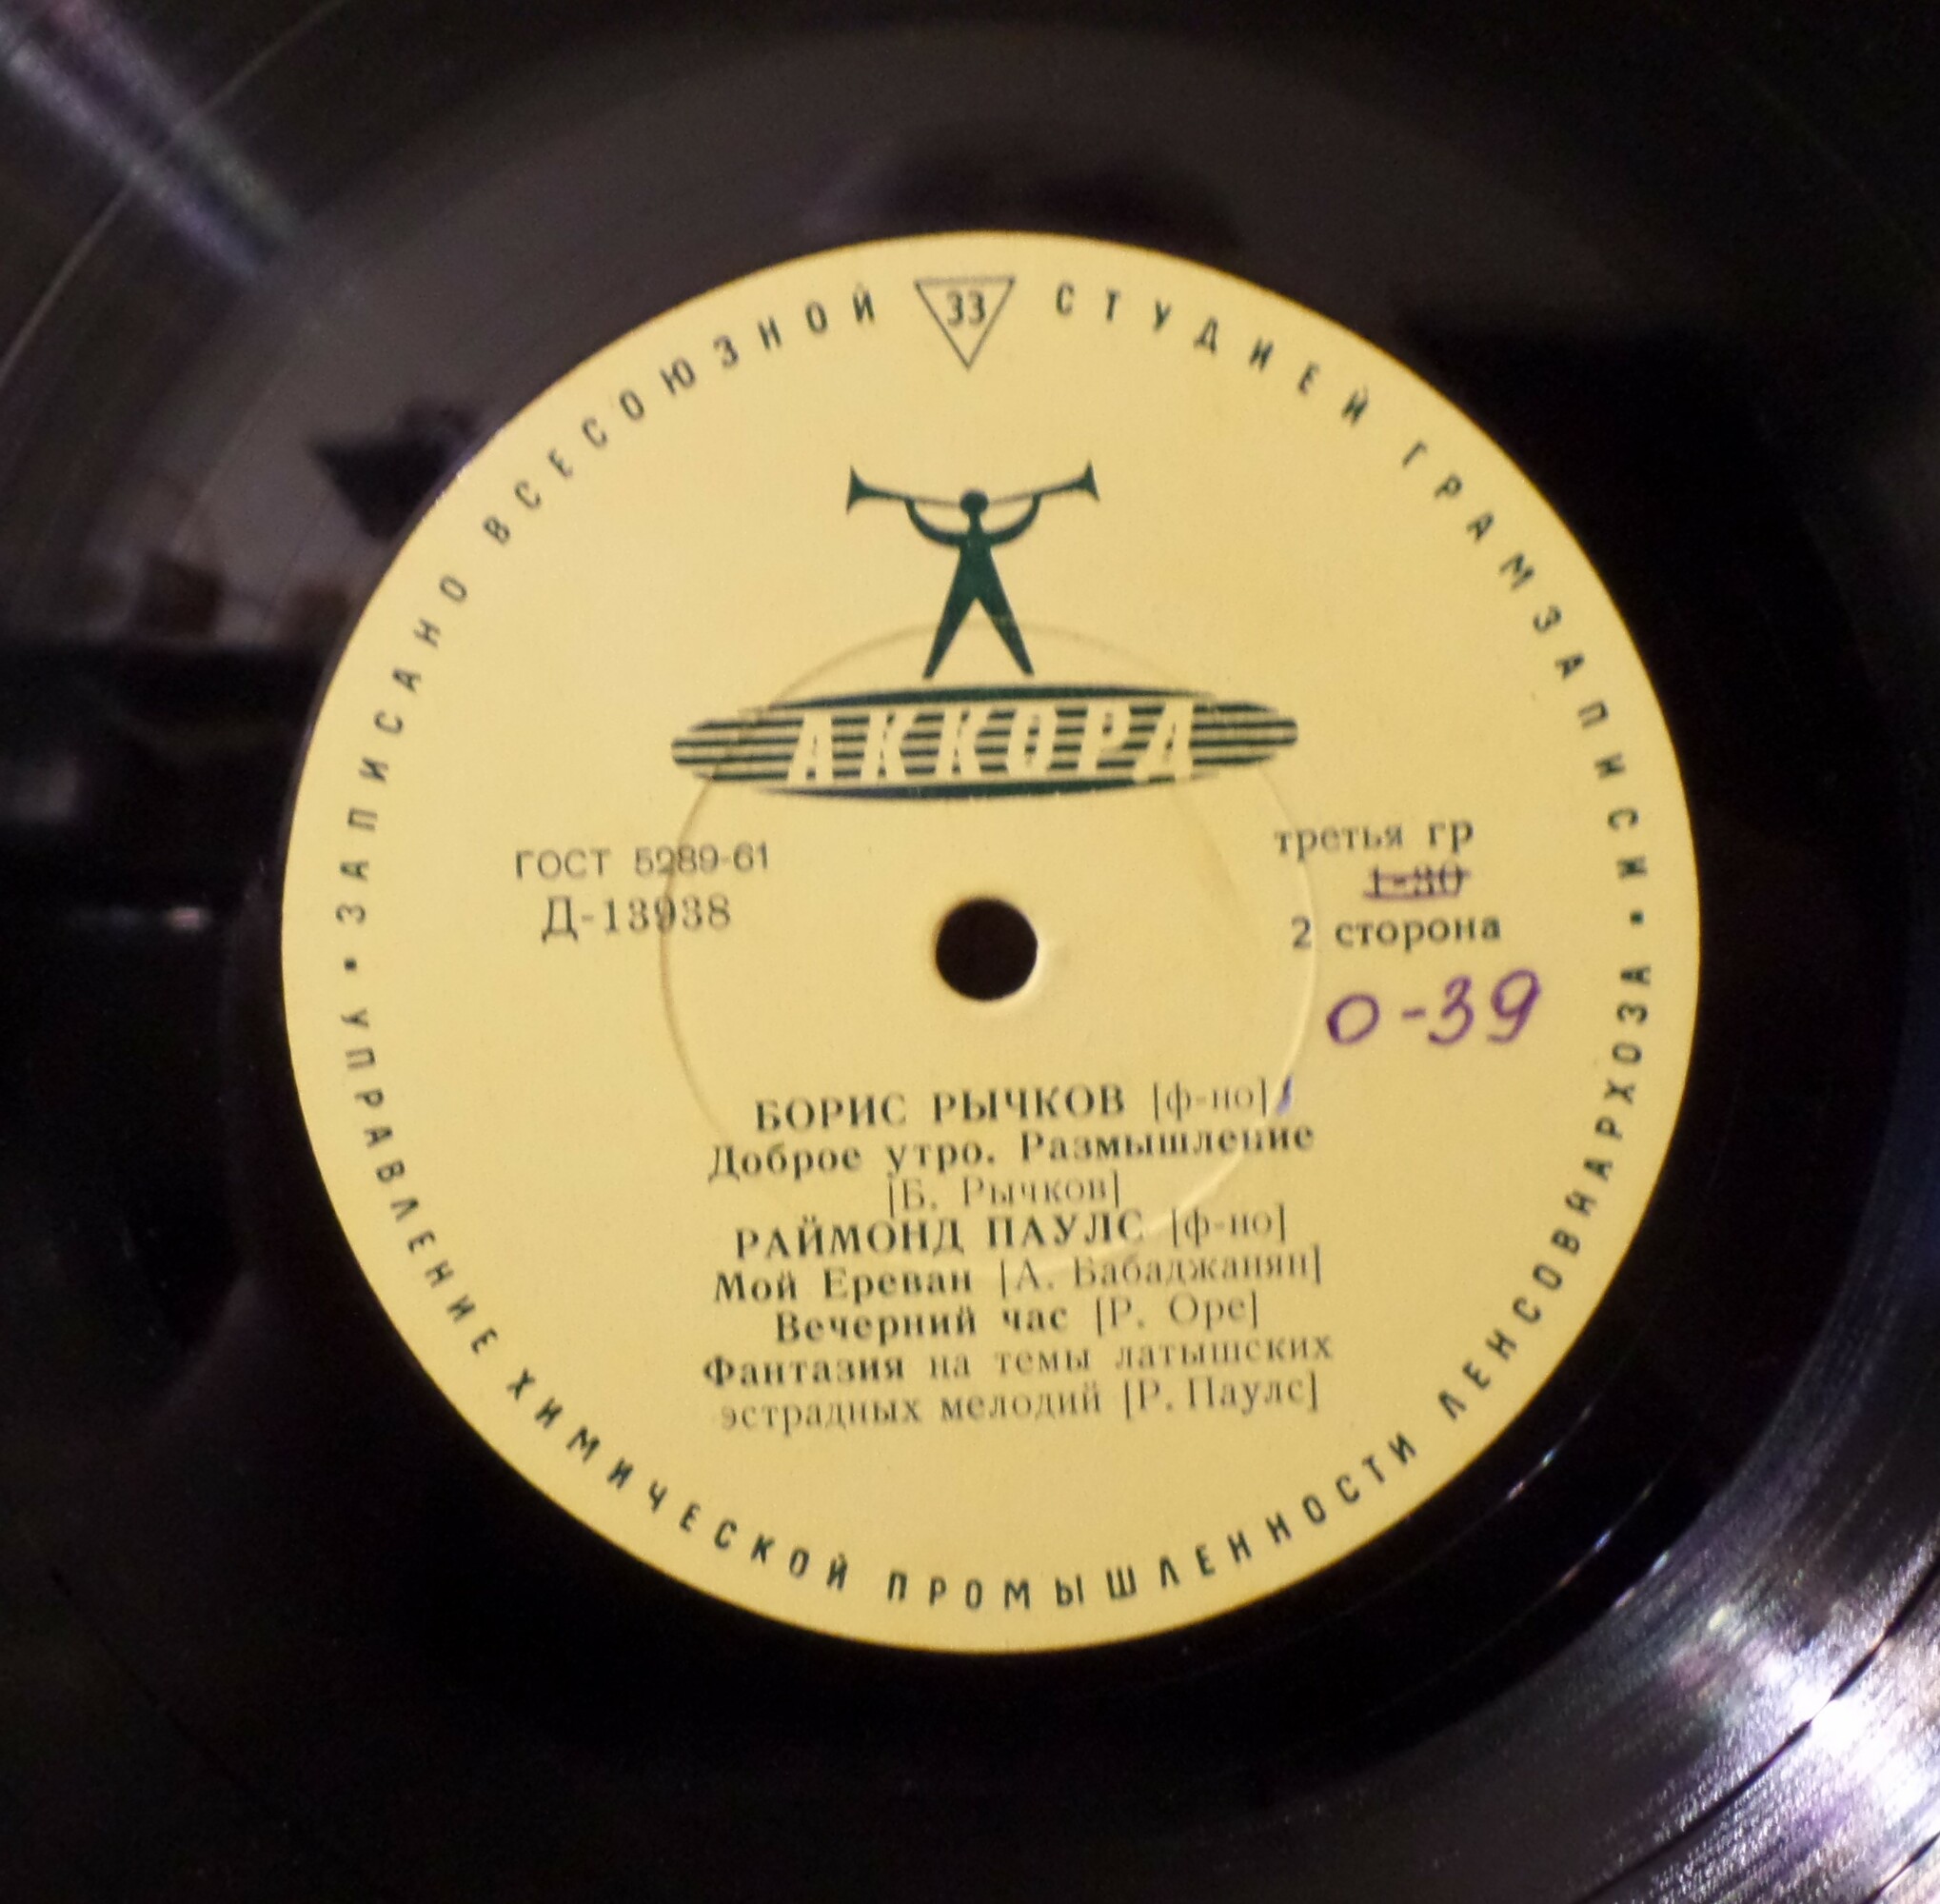 • ЗАПИСАНО ВСЕСОЮЗНОЙ 33 СТУДИЕЙ ГРАМЗАПИСИ •
АККОРД
ГОСТ 5289-61
Д-13938
третья гр
1-30
2 сторона
0-39
БОРИС РЫЧКОВ [ф-но]
Доброе утро. Размышление
[Б. Рычков]
РАЙМОНД ПАУЛС [ф-но]
Мой Ереван [А. Бабаджанян]
Вечерний час [Р. Оре]
Фантазия на темы латышских
эстрадных мелодий [Р. Паулс]
УПРАВЛЕНИЕ ХИМИЧЕСКОЙ ПРОМЫШЛЕННОСТИ ЛЕНСОВНАРХОЗА